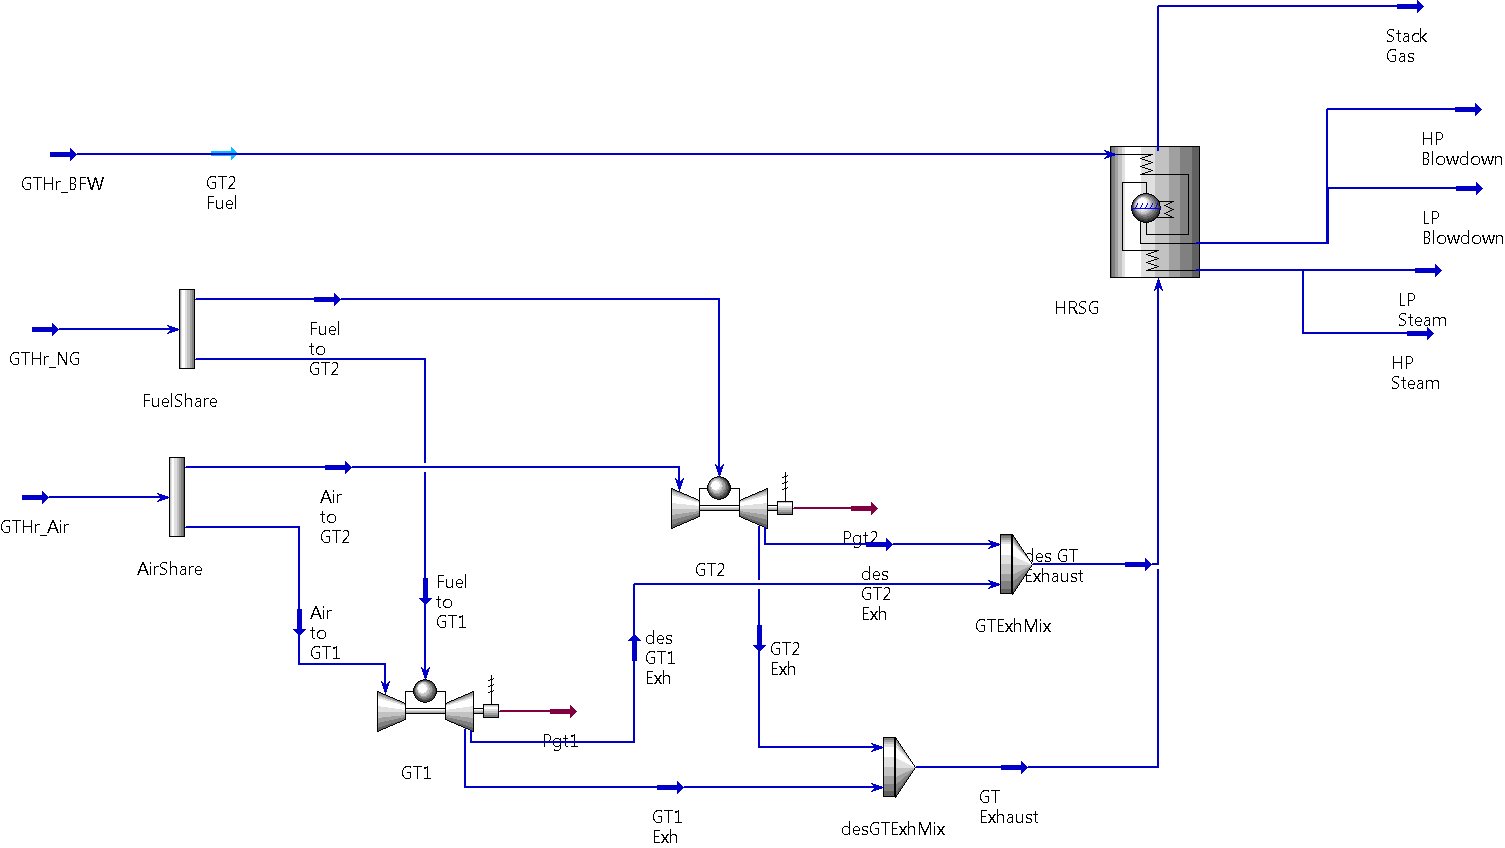 Stack
Gas
HP
Blowdown
GTHr_BFW
GT2
Fuel
LP
Blowdown
HRSG
LP
Steam
Fuel
to
GT2
GTHr_NG
HP
Steam
FuelShare
Air
to
GT2
GTHr_Air
Pgt2
AirShare
GT2
des GT
Exhaust
des
GT2
Exh
Fuel
to
GT1
Air
to
GT1
GTExhMix
des
GT1
Exh
GT2
Exh
Pgt1
GT1
GT1
Exh
GT
Exhaust
desGTExhMix